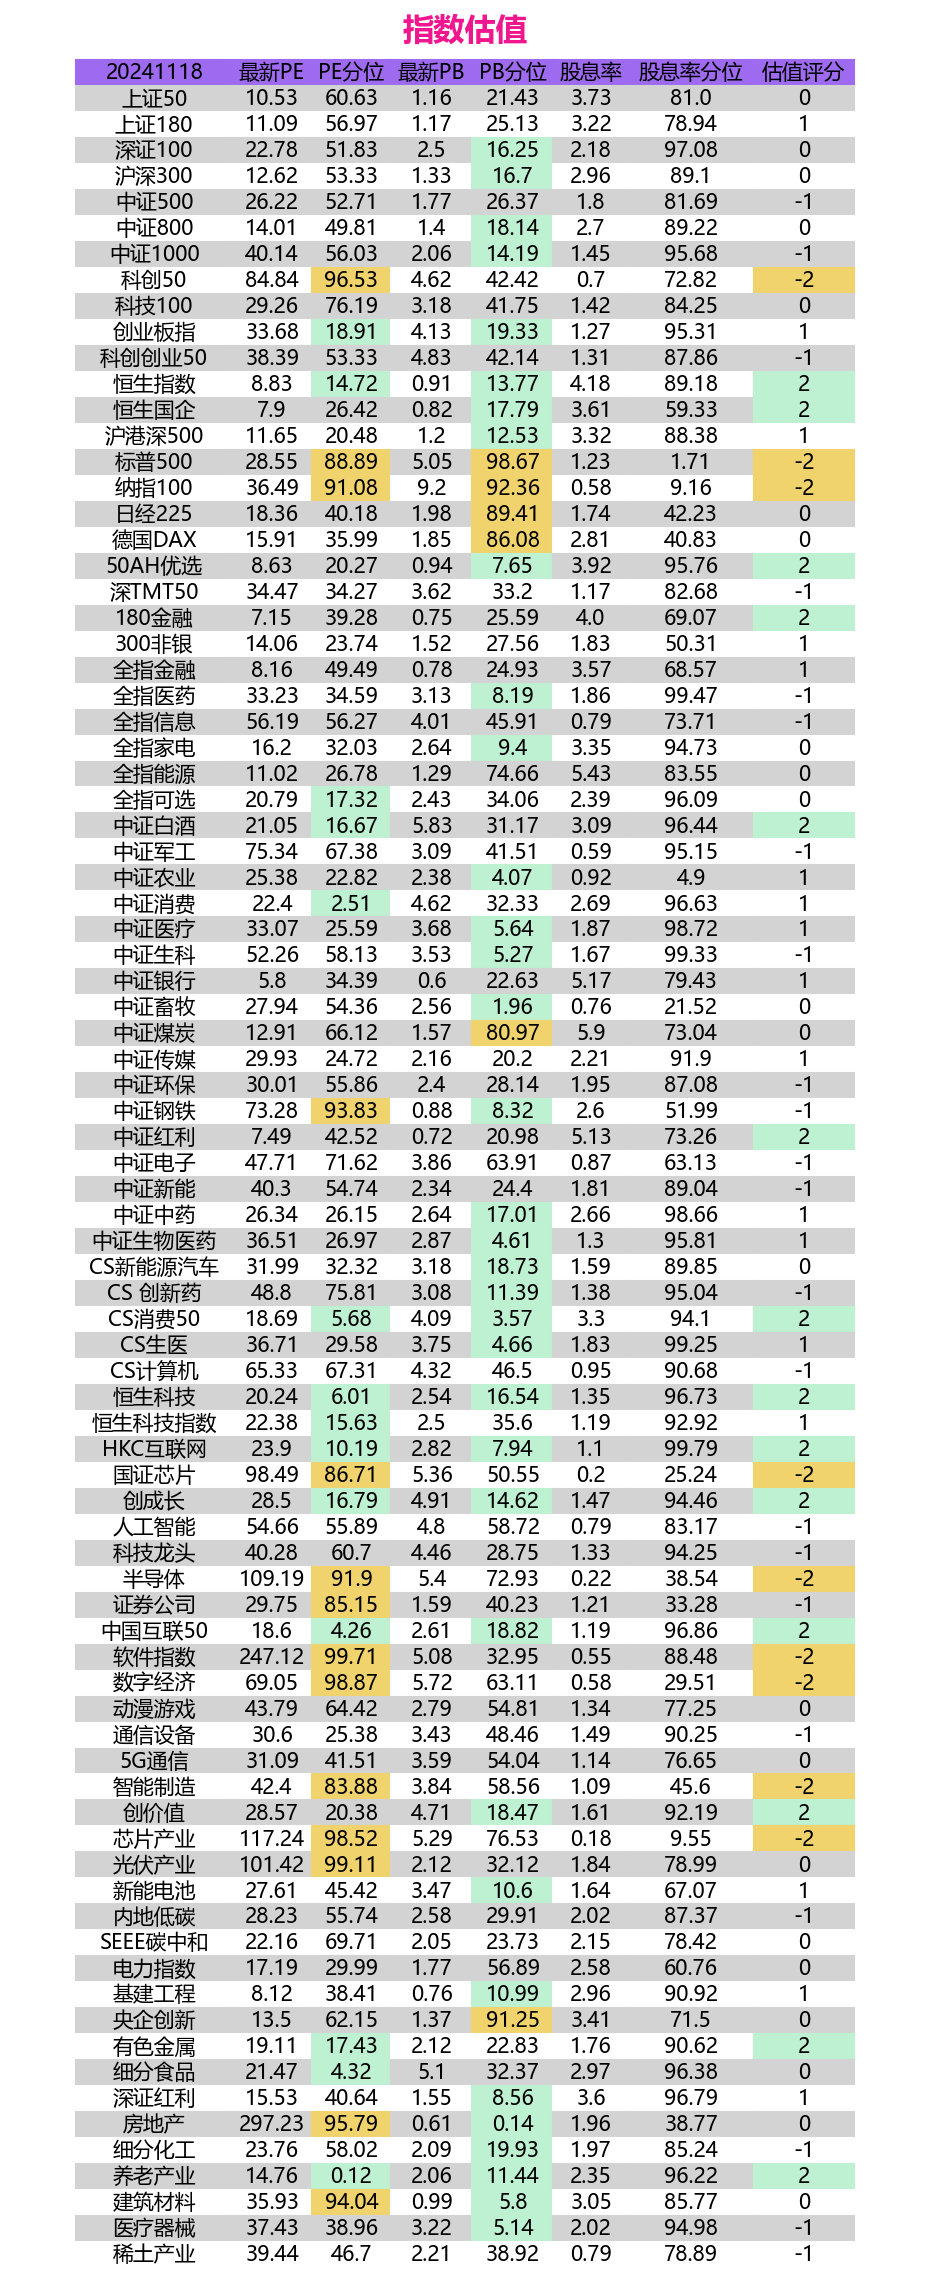 指数估值
20241118 最新PE PE分位 最新PB PB分位 股息率 股息率分位 估值评分
上证50 10.53 60.63 1.16 21.43 3.73 81.0 0
上证180 11.09 56.97 1.17 25.13 3.22 78.94 1
深证100 22.78 51.83 2.5 16.25 2.18 97.08 0
沪深300 12.62 53.33 1.33 16.7 2.96 89.1 0
中证500 26.22 52.71 1.77 26.37 1.8 81.69 -1
中证800 14.01 49.81 1.4 18.14 2.7 89.22 0
中证1000 40.14 56.03 2.06 14.19 1.45 95.68 -1
科创50 84.84 96.53 4.62 42.42 0.7 72.82 -2
科技100 29.26 76.19 3.18 41.75 1.42 84.25 0
创业板指 33.68 18.91 4.13 19.33 1.27 95.31 1
科创创业50 38.39 53.33 4.83 42.14 1.31 87.86 -1
恒生指数 8.83 14.72 0.91 13.77 4.18 89.18 2
恒生国企 7.9 26.42 0.82 17.79 3.61 59.33 2
沪港深500 11.65 20.48 1.2 12.53 3.32 88.38 1
标普500 28.55 88.89 5.05 98.67 1.23 1.71 -2
纳指100 36.49 91.08 9.2 92.36 0.58 9.16 -2
日经225 18.36 40.18 1.98 89.41 1.74 42.23 0
德国DAX 15.91 35.99 1.85 86.08 2.81 40.83 0
50AH优选 8.63 20.27 0.94 7.65 3.92 95.76 2
深TMT50 34.47 34.27 3.62 33.2 1.17 82.68 -1
180金融 7.15 39.28 0.75 25.59 4.0 69.07 2
300非银 14.06 23.74 1.52 27.56 1.83 50.31 1
全指金融 8.16 49.49 0.78 24.93 3.57 68.57 1
全指医药 33.23 34.59 3.13 8.19 1.86 99.47 -1
全指信息 56.19 56.27 4.01 45.91 0.79 73.71 -1
全指家电 16.2 32.03 2.64 9.4 3.35 94.73 0
全指能源 11.02 26.78 1.29 74.66 5.43 83.55 0
全指可选 20.79 17.32 2.43 34.06 2.39 96.09 0
中证白酒 21.05 16.67 5.83 31.17 3.09 96.44 2
中证军工 75.34 67.38 3.09 41.51 0.59 95.15 -1
中证农业 25.38 22.82 2.38 4.07 0.92 4.9 1
中证消费 22.4 2.51 4.62 32.33 2.69 96.63 1
中证医疗 33.07 25.59 3.68 5.64 1.87 98.72 1
中证生科 52.26 58.13 3.53 5.27 1.67 99.33 -1
中证银行 5.8 34.39 0.6 22.63 5.17 79.43 1
中证畜牧 27.94 54.36 2.56 1.96 0.76 21.52 0
中证煤炭 12.91 66.12 1.57 80.97 5.9 73.04 0
中证传媒 29.93 24.72 2.16 20.2 2.21 91.9 1
中证环保 30.01 55.86 2.4 28.14 1.95 87.08 -1
中证钢铁 73.28 93.83 0.88 8.32 2.6 51.99 -1
中证红利 7.49 42.52 0.72 20.98 5.13 73.26 2
中证电子 47.71 71.62 3.86 63.91 0.87 63.13 -1
中证新能 40.3 54.74 2.34 24.4 1.81 89.04 -1
中证中药 26.34 26.15 2.64 17.01 2.66 98.66 1
中证生物医药 36.51 26.97 2.87 4.61 1.3 95.81 1
CS新能源汽车 31.99 32.32 3.18 18.73 1.59 89.85 0
CS 创新药 48.8 75.81 3.08 11.39 1.38 95.04 -1
CS消费50 18.69 5.68 4.09 3.57 3.3 94.1 2
CS生医 36.71 29.58 3.75 4.66 1.83 99.25 1
CS计算机 65.33 67.31 4.32 46.5 0.95 90.68 -1
恒生科技 20.24 6.01 2.54 16.54 1.35 96.73 2
恒生科技指数 22.38 15.63 2.5 35.6 1.19 92.92 1
HKC互联网 23.9 10.19 2.82 7.94 1.1 99.79 2
国证芯片 98.49 86.71 5.36 50.55 0.2 25.24 -2
创成长 28.5 16.79 4.91 14.62 1.47 94.46 2
人工智能 54.66 55.89 4.8 58.72 0.79 83.17 -1
科技龙头 40.28 60.7 4.46 28.75 1.33 94.25 -1
半导体 109.19 91.9 5.4 72.93 0.22 38.54 -2
证券公司 29.75 85.15 1.59 40.23 1.21 33.28 -1
中国互联50 18.6 4.26 2.61 18.82 1.19 96.86 2
软件指数 247.12 99.71 5.08 32.95 0.55 88.48 -2
数字经济 69.05 98.87 5.72 63.11 0.58 29.51 -2
动漫游戏 43.79 64.42 2.79 54.81 1.34 77.25 0
通信设备 30.6 25.38 3.43 48.46 1.49 90.25 -1
5G通信 31.09 41.51 3.59 54.04 1.14 76.65 0
智能制造 42.4 83.88 3.84 58.56 1.09 45.6 -2
创价值 28.57 20.38 4.71 18.47 1.61 92.19 2
芯片产业 117.24 98.52 5.29 76.53 0.18 9.55 -2
光伏产业 101.42 99.11 2.12 32.12 1.84 78.99 0
新能电池 27.61 45.42 3.47 10.6 1.64 67.07 1
内地低碳 28.23 55.74 2.58 29.91 2.02 87.37 -1
SEEE碳中和 22.16 69.71 2.05 23.73 2.15 78.42 0
电力指数 17.19 29.99 1.77 56.89 2.58 60.76 0
基建工程 8.12 38.41 0.76 10.99 2.96 90.92 1
央企创新 13.5 62.15 1.37 91.25 3.41 71.5 0
有色金属 19.11 17.43 2.12 22.83 1.76 90.62 2
细分食品 21.47 4.32 5.1 32.37 2.97 96.38 0
深证红利 15.53 40.64 1.55 8.56 3.6 96.79 1
房地产 297.23 95.79 0.61 0.14 1.96 38.77 0
细分化工 23.76 58.02 2.09 19.93 1.97 85.24 -1
养老产业 14.76 0.12 2.06 11.44 2.35 96.22 2
建筑材料 35.93 94.04 0.99 5.8 3.05 85.77 0
医疗器械 37.43 38.96 3.22 5.14 2.02 94.98 -1
稀土产业 39.44 46.7 2.21 38.92 0.79 78.89 -1